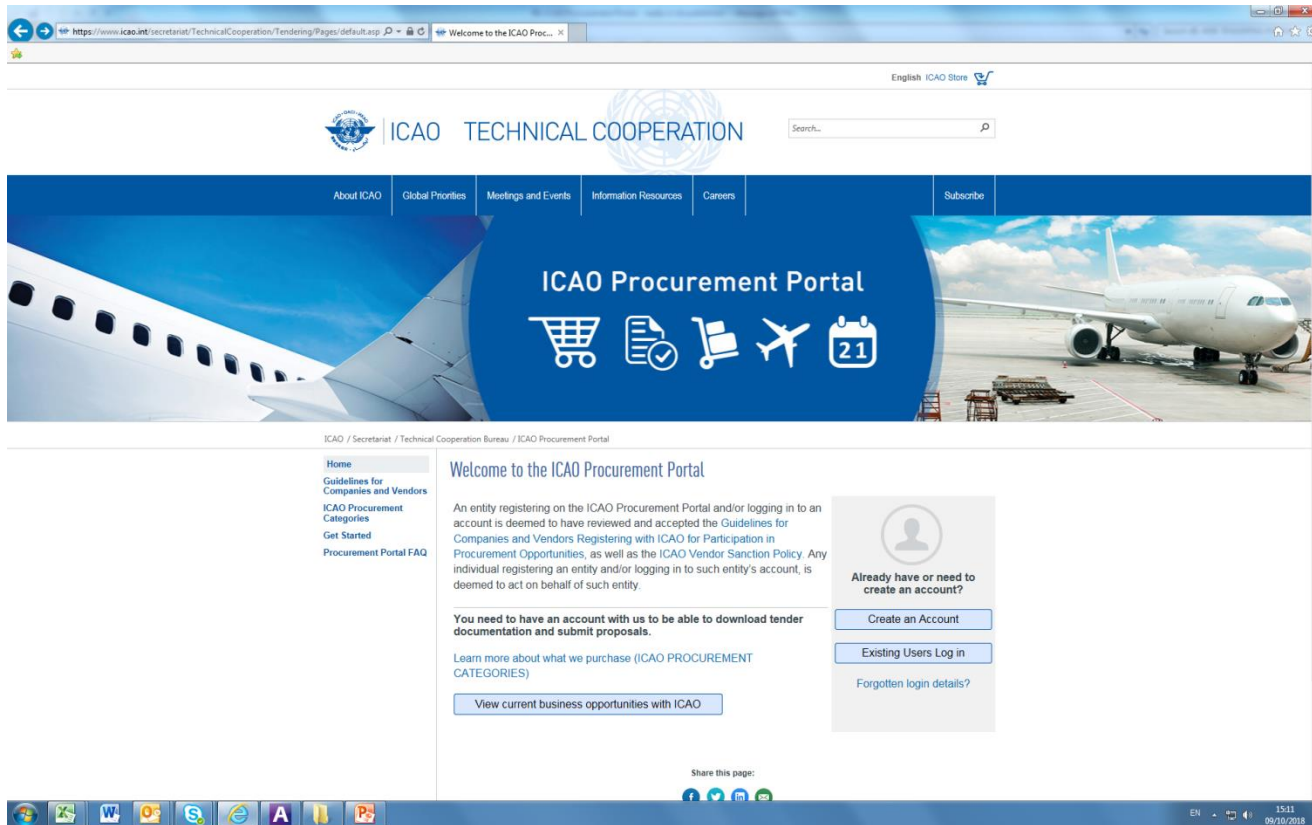 https://www.icao.int/secretariat/TechnicalCooperation/Tendering/Pages/default.asp
Welcome to the ICAO Proc...
English ICAO Store
ICAO TECHNICAL COOPERATION
Search...
About ICAO
Global Priorities
Meetings and Events
Information Resources
Careers
Subscribe
ICAO Procurement Portal
21
ICAO / Secretariat / Technical Cooperation Bureau / ICAO Procurement Portal
Home
Guidelines for
Companies and Vendors
ICAO Procurement
Categories
Get Started
Procurement Portal FAQ
Welcome to the ICAO Procurement Portal
An entity registering on the ICAO Procurement Portal and/or logging in to an
account is deemed to have reviewed and accepted the Guidelines for
Companies and Vendors Registering with ICAO for Participation in
Procurement Opportunities, as well as the ICAO Vendor Sanction Policy. Any
individual registering an entity and/or logging in to such entity's account, is
deemed to act on behalf of such entity.
You need to have an account with us to be able to download tender
documentation and submit proposals.
Learn more about what we purchase (ICAO PROCUREMENT
CATEGORIES)
View current business opportunities with ICAO
Already have or need to
create an account?
Create an Account
Existing Users Log in
Forgotten login details?
Share this page:
EN
15:11
09/10/2018